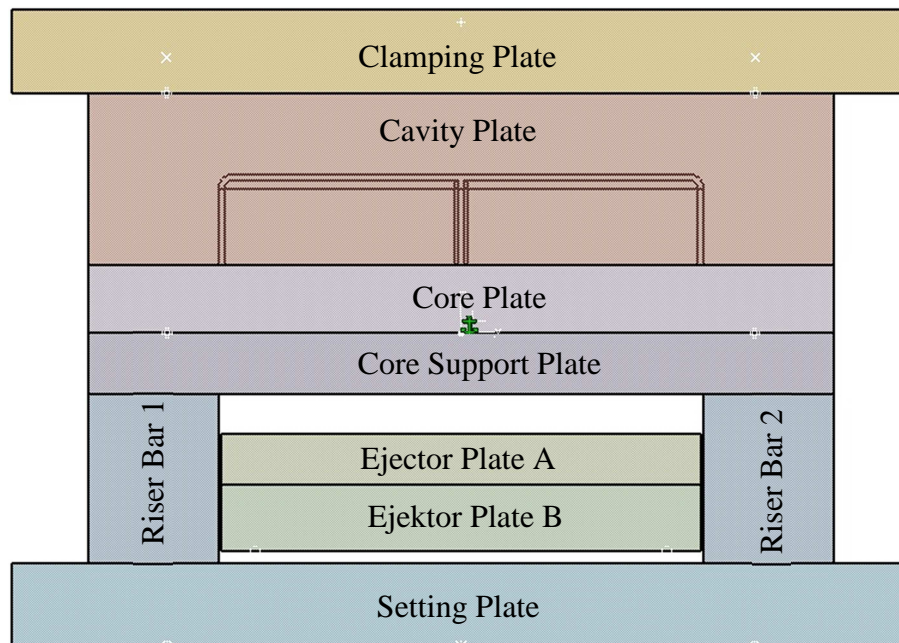 Clamping Plate
Cavity Plate
Core Plate
Core Support Plate
Riser Bar 1
Riser Bar 2
Ejector Plate A
Ejektor Plate B
Setting Plate